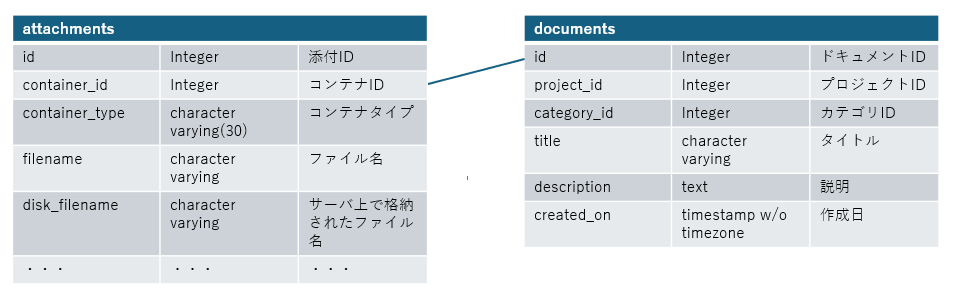 attachments
id Integer 添付ID
container_id Integer コンテナID
container_type character コンテナタイプ
varying(30)
filename character ファイル名
varying
disk_filename character サーバ上で格納
varying されたファイル
名
・・・ ・・・ ・・・
documents
id Integer ドキュメントID
project_id Integer プロジェクトID
category_id Integer カテゴリID
title character タイトル
varying
description text 説明
created_on timestamp w/o 作成日
timezone